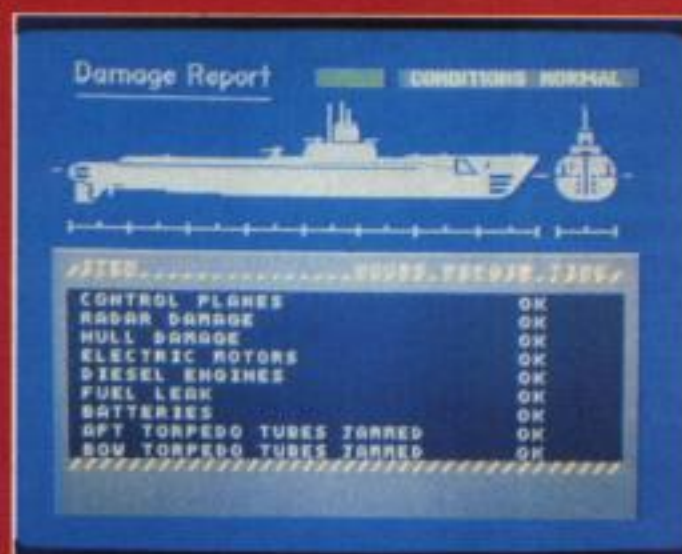 Damage Report
CONDITIONS NORMAL
CONTROL PLANES OK
RADAR DAMAGE OK
HULL DAMAGE OK
ELECTRIC MOTORS OK
DIESEL ENGINES OK
FUEL LEAK OK
BATTERIES OK
AFT TORPEDO TUBES JAMMED OK
BOW TORPEDO TUBES JAMMED OK